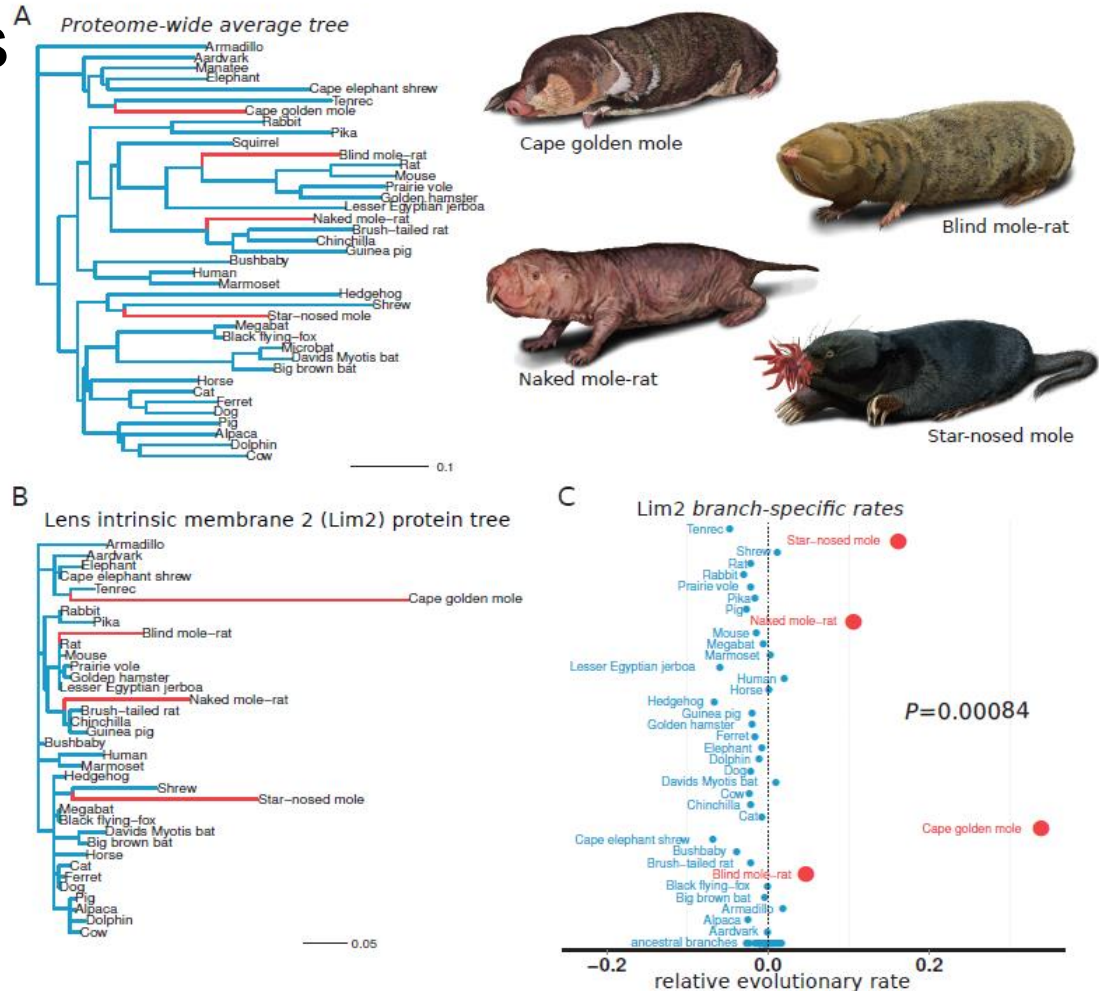 s
A
Proteome-wide average tree
Armadillo
Aardvark
Manatee
Elephant
Cape elephant shrew
Tenrec
Cape golden mole
Rabbit
Pika
Squirrel
Blind mole-rat
Rat
Mouse
Prairie vole
Golden hamster
Lesser Egyptian jerboa
Naked mole-rat
Brush-tailed rat
Chinchilla
Guinea pig
Bushbaby
Human
Marmoset
Hedgehog
Shrew
Star-nosed mole
Megabat
Black flying-fox
Microbat
Davids Myotis bat
Big brown bat
Horse
Cat
Ferret
Dog
Pig
Alpaca
Dolphin
Cow
0.1
Cape golden mole
Blind mole-rat
Naked mole-rat
Star-nosed mole
B
Lens intrinsic membrane 2 (Lim2) protein tree
Armadillo
Aardvark
Elephant
Cape elephant shrew
Tenrec
Cape golden mole
Rabbit
Pika
Blind mole-rat
Rat
Mouse
Prairie vole
Golden hamster
Lesser Egyptian jerboa
Naked mole-rat
Brush-tailed rat
Chinchilla
Guinea pig
Bushbaby
Human
Marmoset
Hedgehog
Shrew
Star-nosed mole
Megabat
Black flying-fox
Davids Myotis bat
Big brown bat
Horse
Cat
Ferret
Dog
Pig
Alpaca
Dolphin
Cow
0.05
C
Lim2 branch-specific rates
Tenrec
Star-nosed mole
Shrew
Rat
Rabbit
Prairie vole
Pika
Pig
Naked mole-rat
Mouse
Megabat
Marmoset
Lesser Egyptian jerboa
Human
Horse
Hedgehog
Guinea pig
Golden hamster
Ferret
Elephant
Dolphin
Dog
Davids Myotis bat
Cow
Chinchilla
Cat
Cape golden mole
Cape elephant shrew
Bushbaby
Brush-tailed rat
Blind mole-rat
Black flying-fox
Big brown bat
Armadillo
Alpaca
Aardvark
ancestral branches
P=0.00084
−0.2 0.0 0.2
relative evolutionary rate